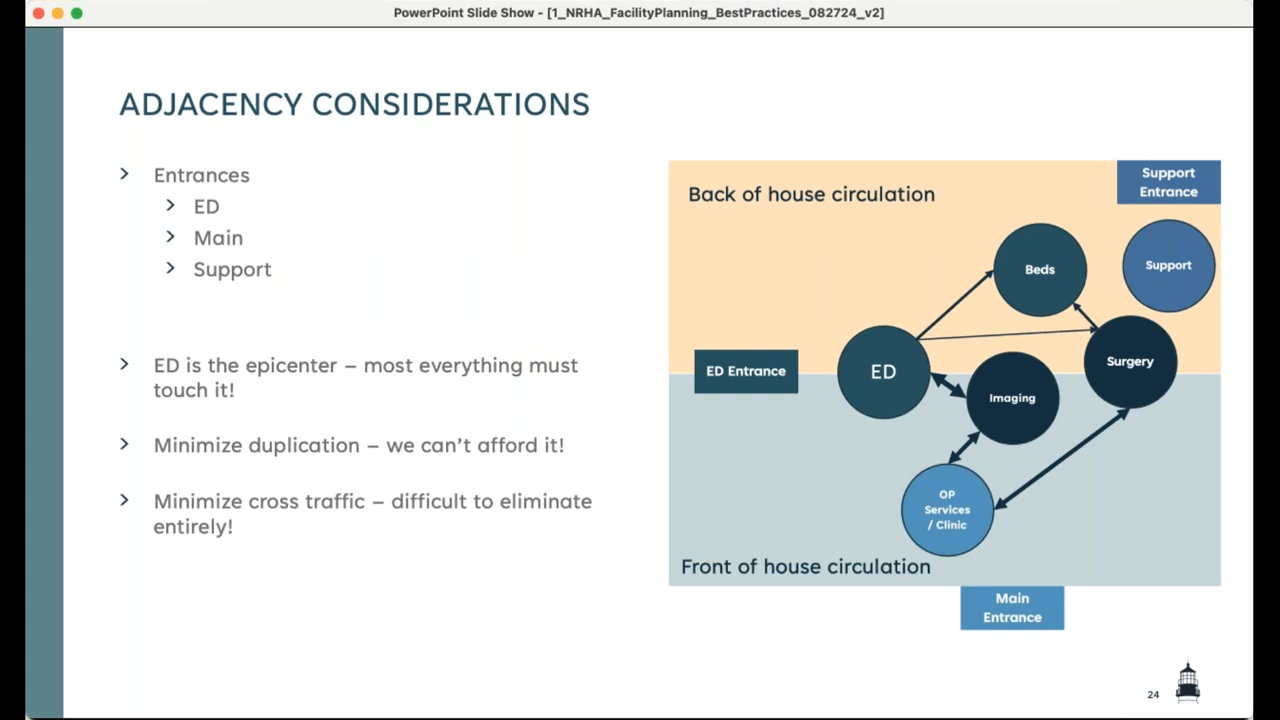 PowerPoint Slide Show - [1_NRHA_FacilityPlanning_BestPractices_082724_v2]
ADJACENCY CONSIDERATIONS
Entrances
ED
Main
Support
ED is the epicenter – most everything must
touch it!
Minimize duplication – we can't afford it!
Minimize cross traffic – difficult to eliminate
entirely!
Back of house circulation
Support
Entrance
Beds
Support
ED Entrance
ED
Surgery
Imaging
OP
Services
/ Clinic
Front of house circulation
Main
Entrance
24